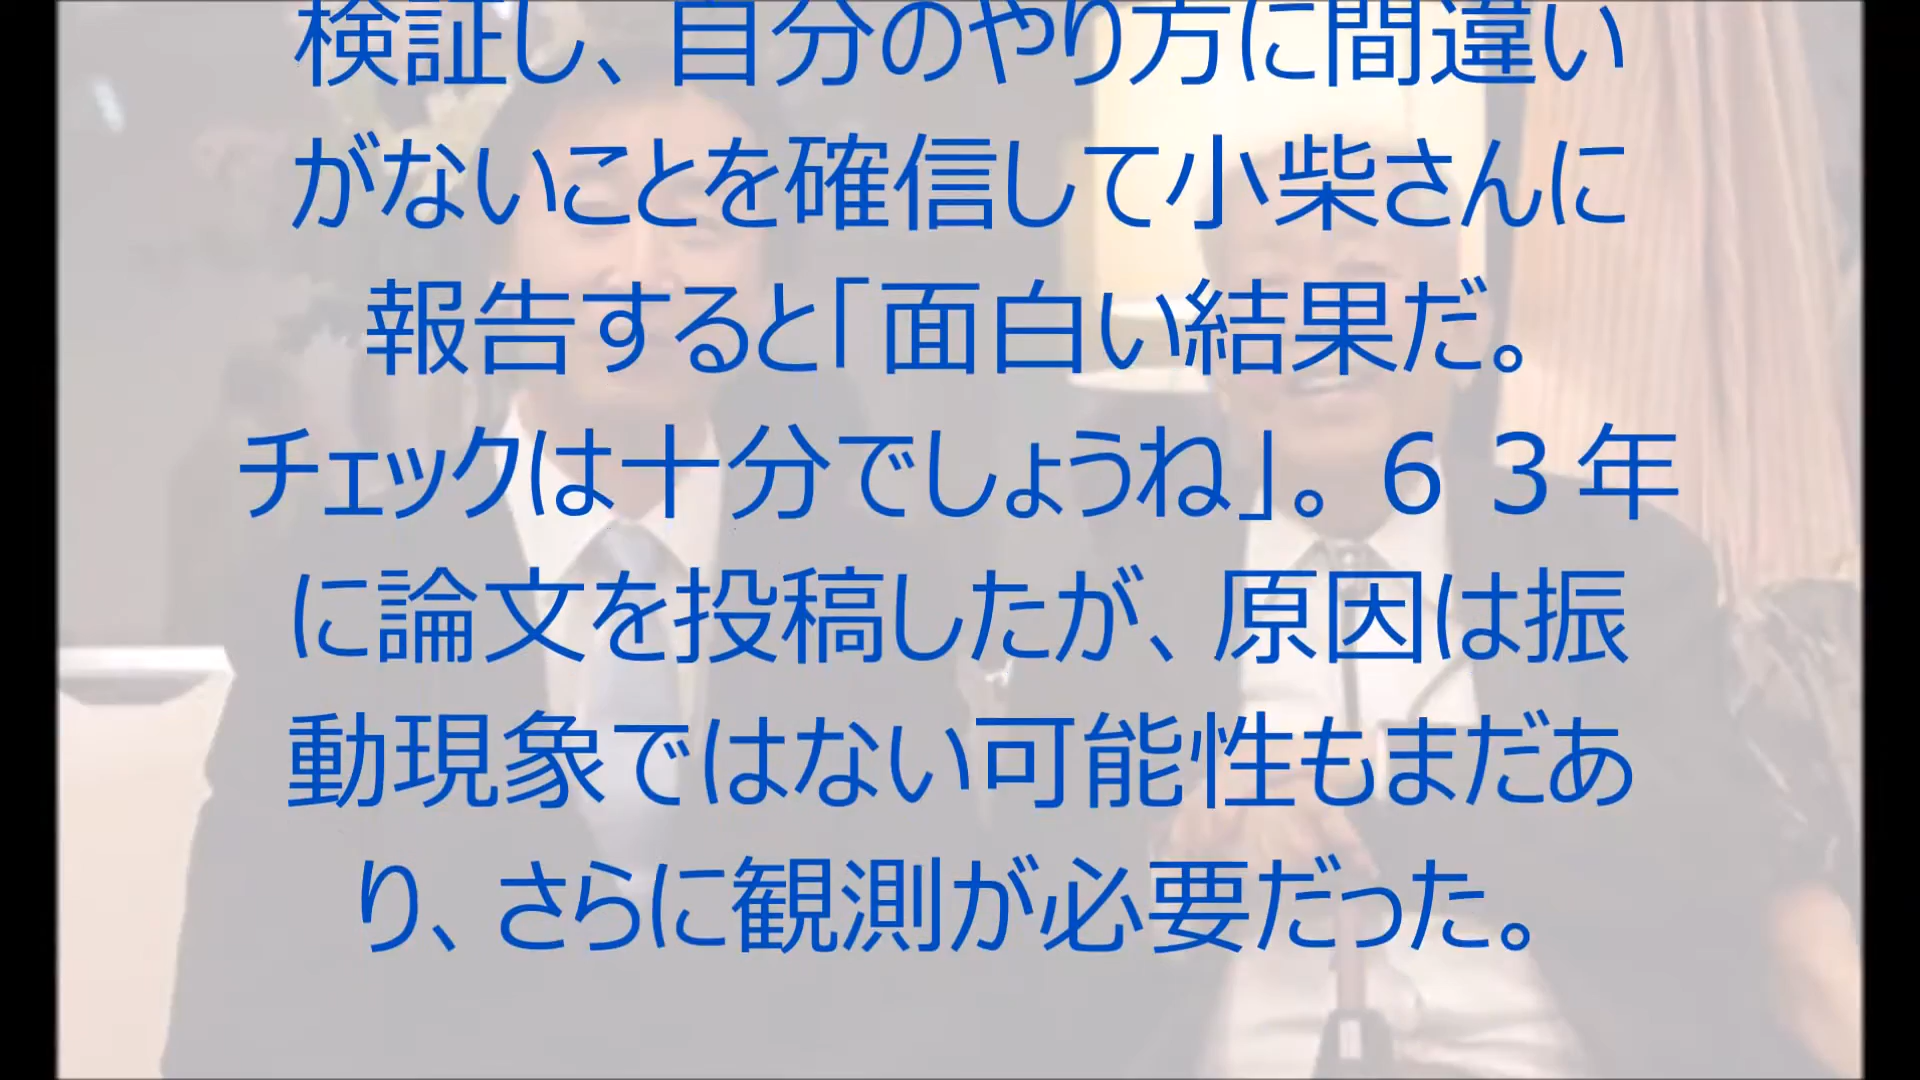 検証し、自分のやり方に間違い
がないことを確信して小柴さんに
報告すると「面白い結果だ。
チェックは十分でしょうね」。６３年
に論文を投稿したが、原因は振
動現象ではない可能性もまだあ
り、さらに観測が必要だった。